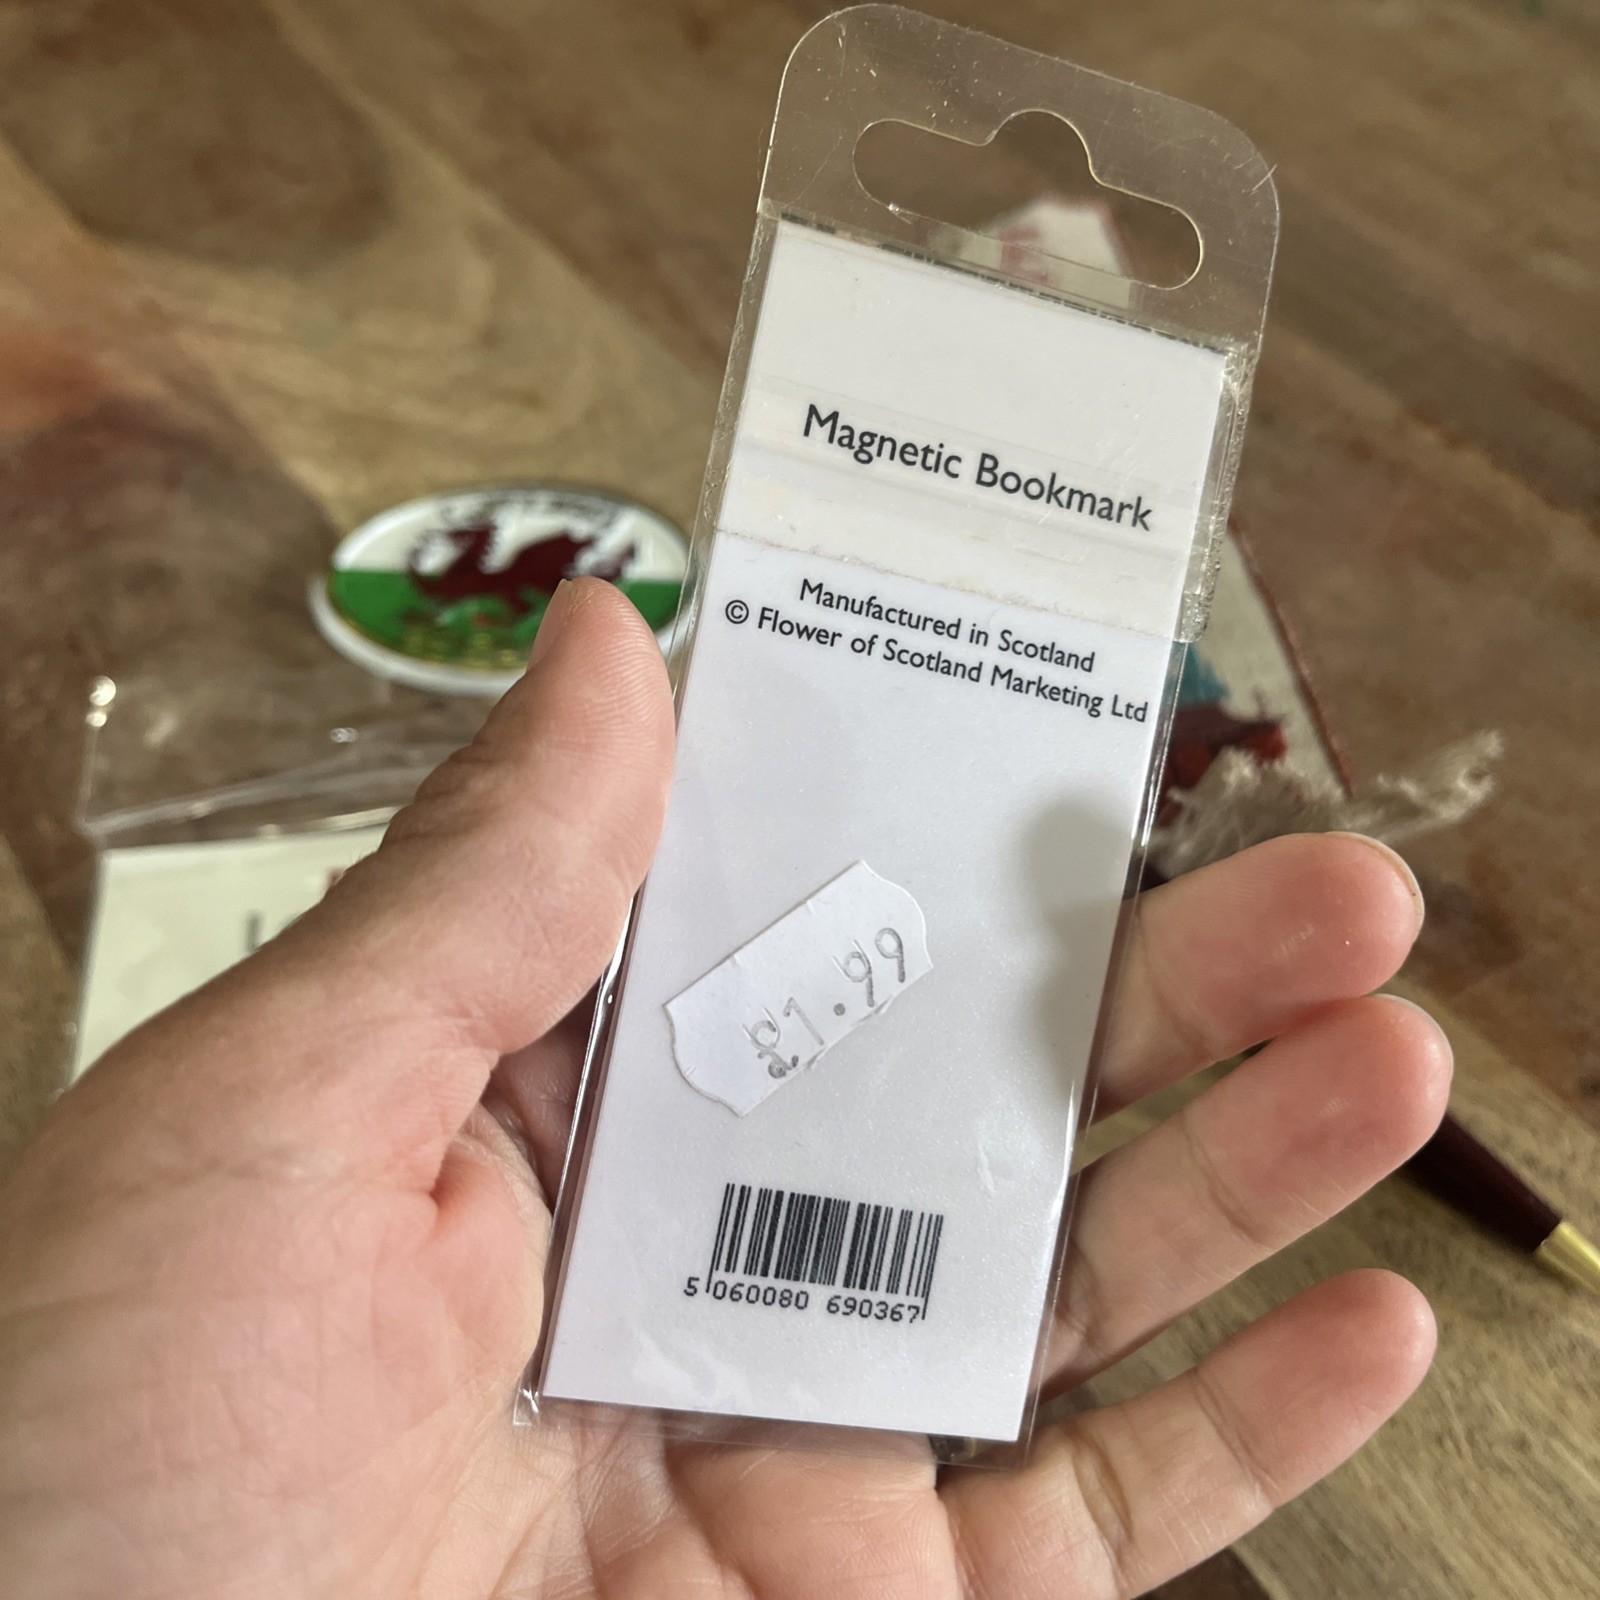 Magnetic Bookmark
Manufactured in Scotland
© Flower of Scotland Marketing Ltd
£1.99
5 060080 690367